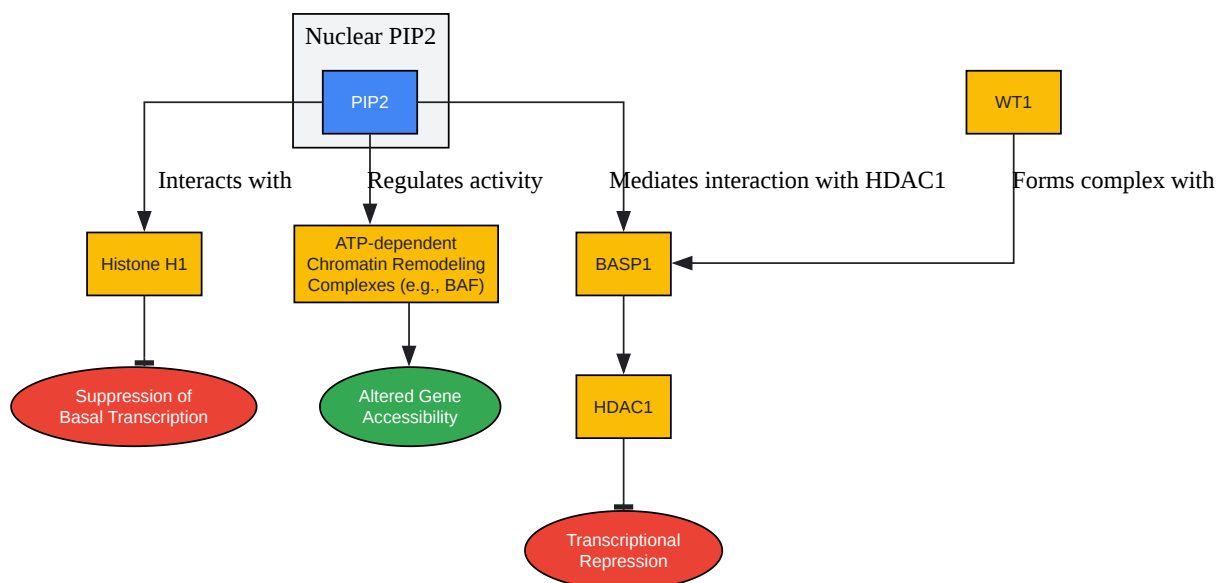 Nuclear PIP2
PIP2
WT1
Interacts with
Regulates activity
Mediates interaction with HDAC1
Forms complex with
Histone H1
ATP-dependent
Chromatin Remodeling
Complexes (e.g., BAF)
BASP1
Suppression of
Basal Transcription
Altered Gene
Accessibility
HDAC1
Transcriptional
Repression